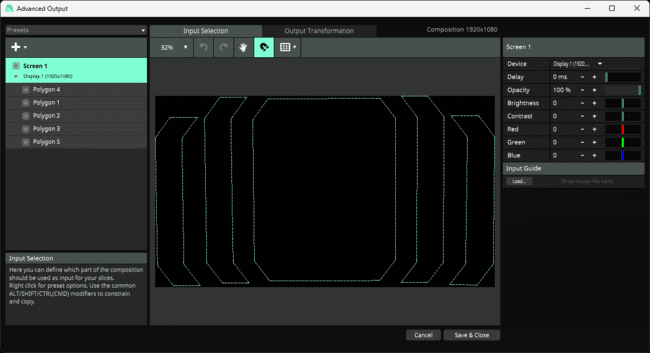 Advanced Output
Presets
Input Selection
Output Transformation
Composition 1920x1080
32%
Screen 1
Display 1 (1920x1080)
Polygon 4
Polygon 1
Polygon 2
Polygon 3
Polygon 5
Input Selection
Here you can define which part of the composition
should be used as input for your slices.
Right click for preset options. Use the common
ALT/SHIFT/CTRL(CMD) modifiers to constrain
and copy.
Screen 1
Device Display 1 (1920...
Delay 0 ms - +
Opacity 100 % - +
Brightness 0 - +
Contrast 0 - +
Red 0 - +
Green 0 - +
Blue 0 - +
Input Guide
Load... Drop image file here
Cancel
Save & Close